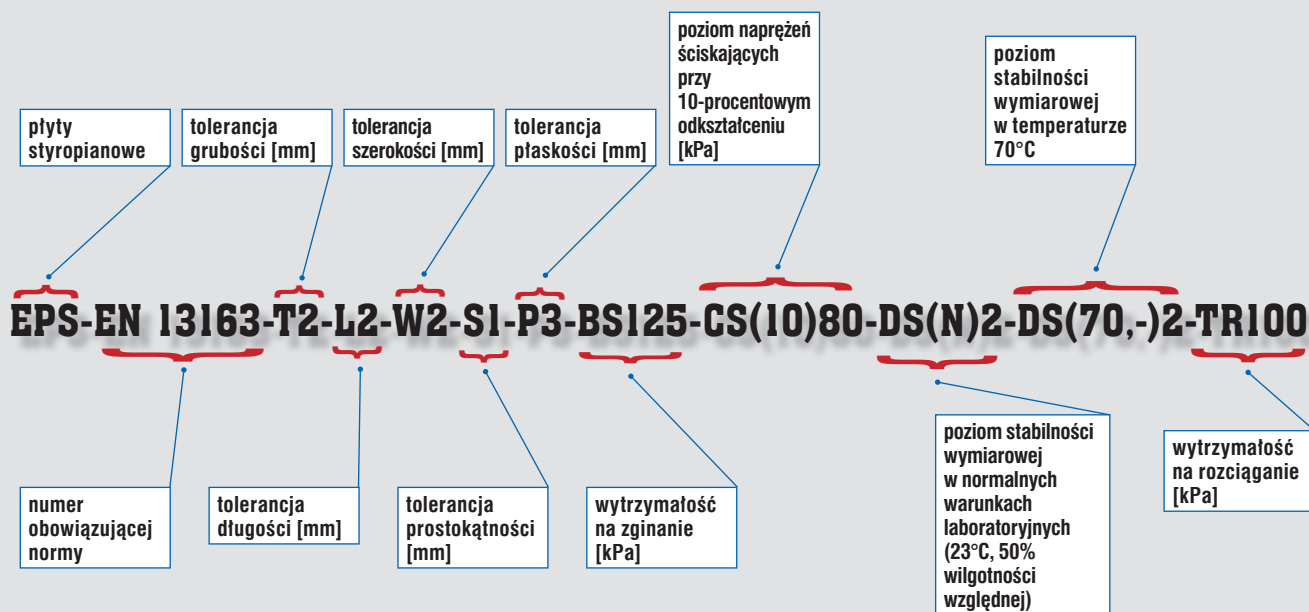 płyty
styropianowe
tolerancja
grubości [mm]
tolerancja
szerokości [mm]
tolerancja
płaskości [mm]
poziom naprężeń
ściskających
przy
10-procentowym
odkształceniu
[kPa]
poziom
stabilności
wymiarowej
w temperaturze
70°C
EPS-EN 13163-T2-L2-W2-S1-P3-BS125-CS(10)80-DS(N)2-DS(70,-)2-TR100
numer
obowiązującej
normy
tolerancja
długości [mm]
tolerancja
prostokątności
[mm]
wytrzymałość
na zginanie
[kPa]
poziom stabilności
wymiarowej
w normalnych
warunkach
laboratoryjnych
(23°C, 50%
wilgotności
względnej)
wytrzymałość
na rozciąganie
[kPa]